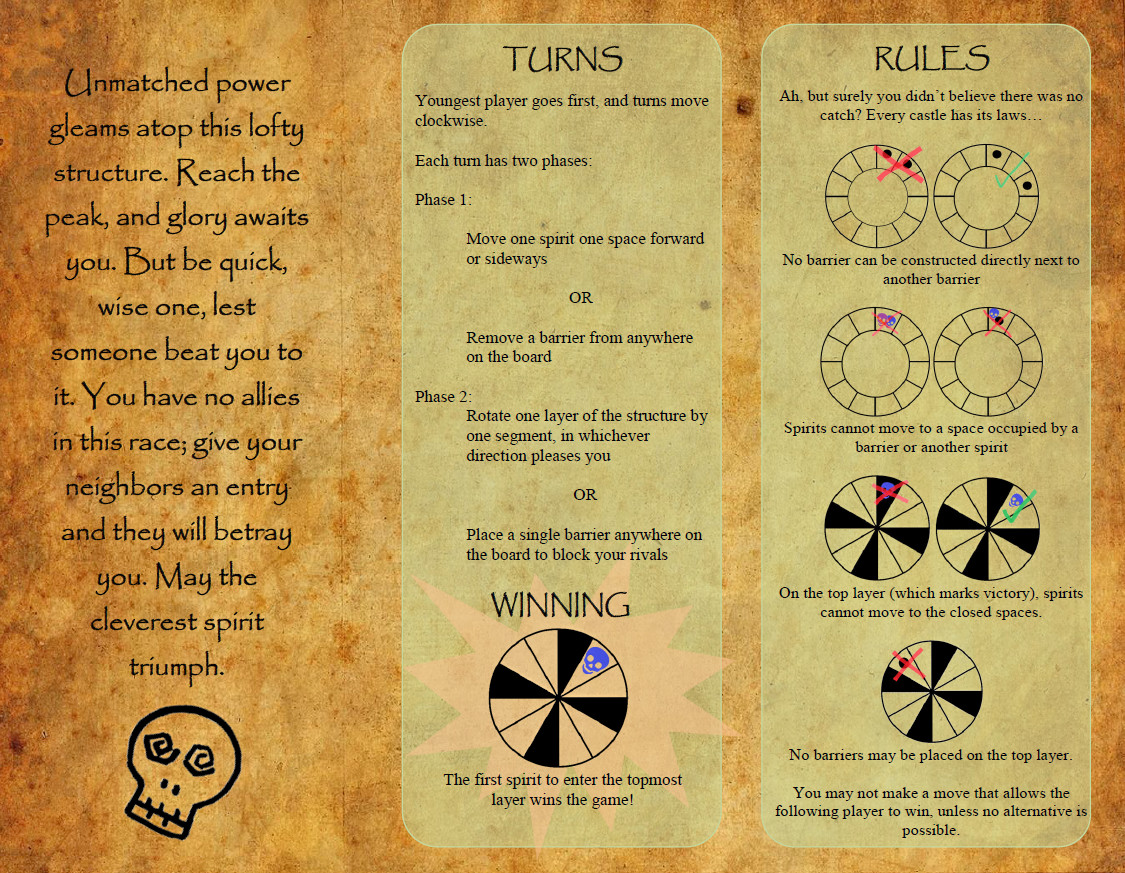 Unmatched power
gleams atop this lofty
structure. Reach the
peak, and glory awaits
you. But be quick,
wise one, lest
someone beat you to
it. You have no allies
in this race; give your
neighbors an entry
and they will betray
you. May the
cleverest spirit
triumph.
TURNS
Youngest player goes first, and turns move
clockwise.
Each turn has two phases:
Phase 1:
Move one spirit one space forward
or sideways
OR
Remove a barrier from anywhere
on the board
Phase 2:
Rotate one layer of the structure by
one segment, in whichever
direction pleases you
OR
Place a single barrier anywhere on
the board to block your rivals
WINNING
The first spirit to enter the topmost
layer wins the game!
RULES
Ah, but surely you didn’t believe there was no
catch? Every castle has its laws…
No barrier can be constructed directly next to
another barrier
Spirits cannot move to a space occupied by a
barrier or another spirit
On the top layer (which marks victory), spirits
cannot move to the closed spaces.
No barriers may be placed on the top layer.
You may not make a move that allows the
following player to win, unless no alternative is
possible.